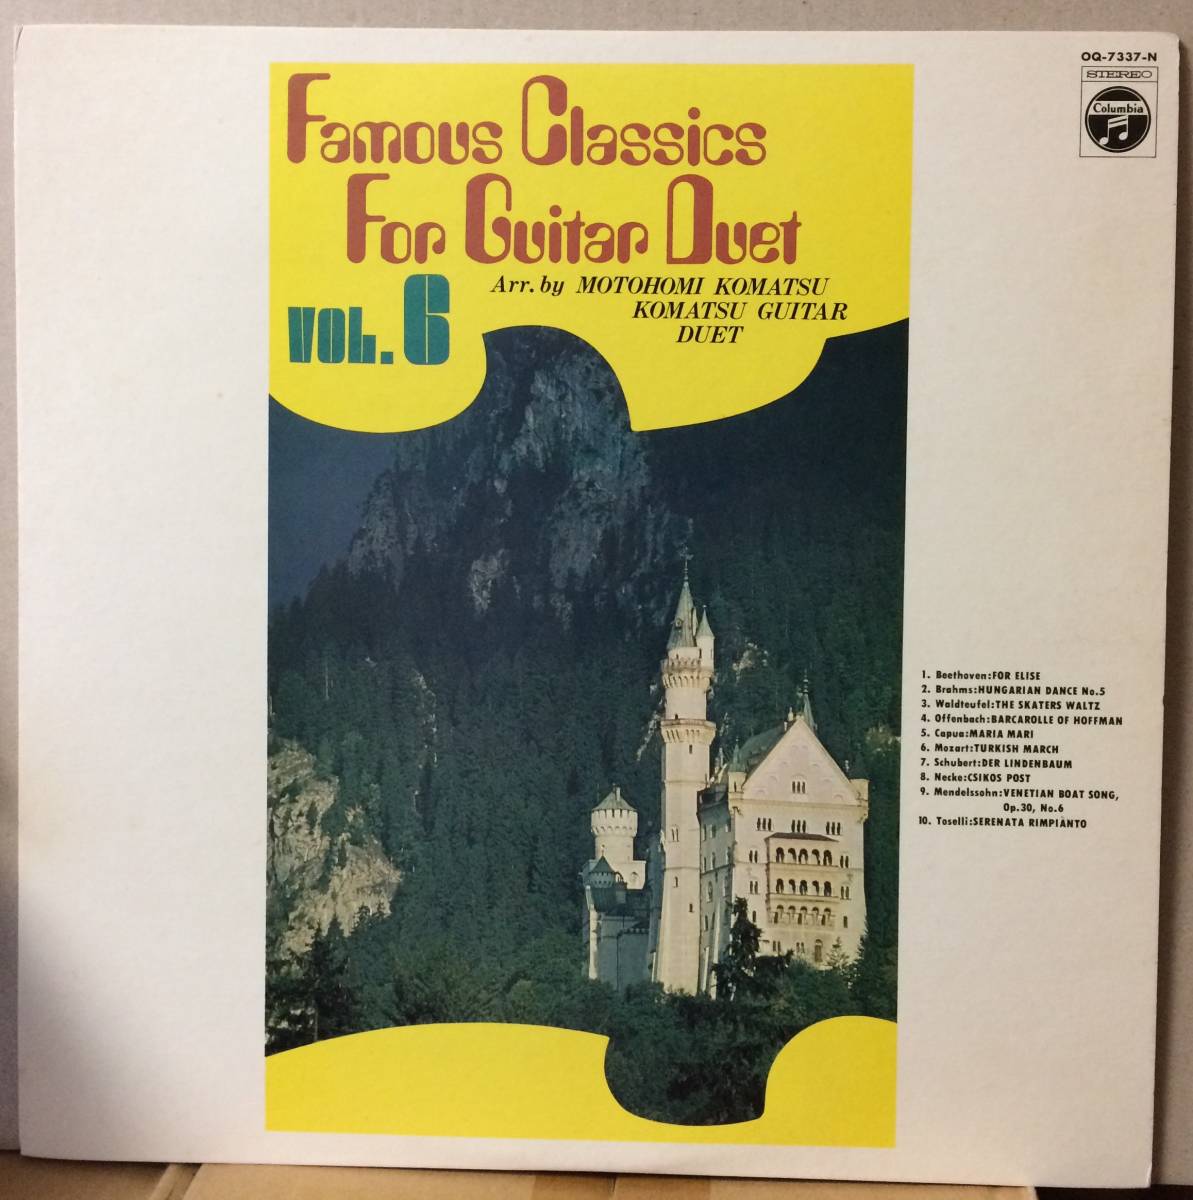 OQ-7337-N
STEREO
Columbia
Famous Classics
For Guitar Duet
VOL. 6
Arr. by MOTOHOMI KOMATSU
KOMATSU GUITAR
DUET
1. Beethoven:FOR ELISE
2. Brahms:HUNGARIAN DANCE No.5
3. Waldteufel:THE SKATERS WALTZ
4. Offenbach:BARCAROLLE OF HOFFMAN
5. Capua:MARIA MARI
6. Mozart:TURKISH MARCH
7. Schubert:DER LINDENBAUM
8. Necke:CSIKOS POST
9. Mendelssohn:VENETIAN BOAT SONG,
Op.30, No.6
10. Toselli:SERENATA RIMPIÀNTO